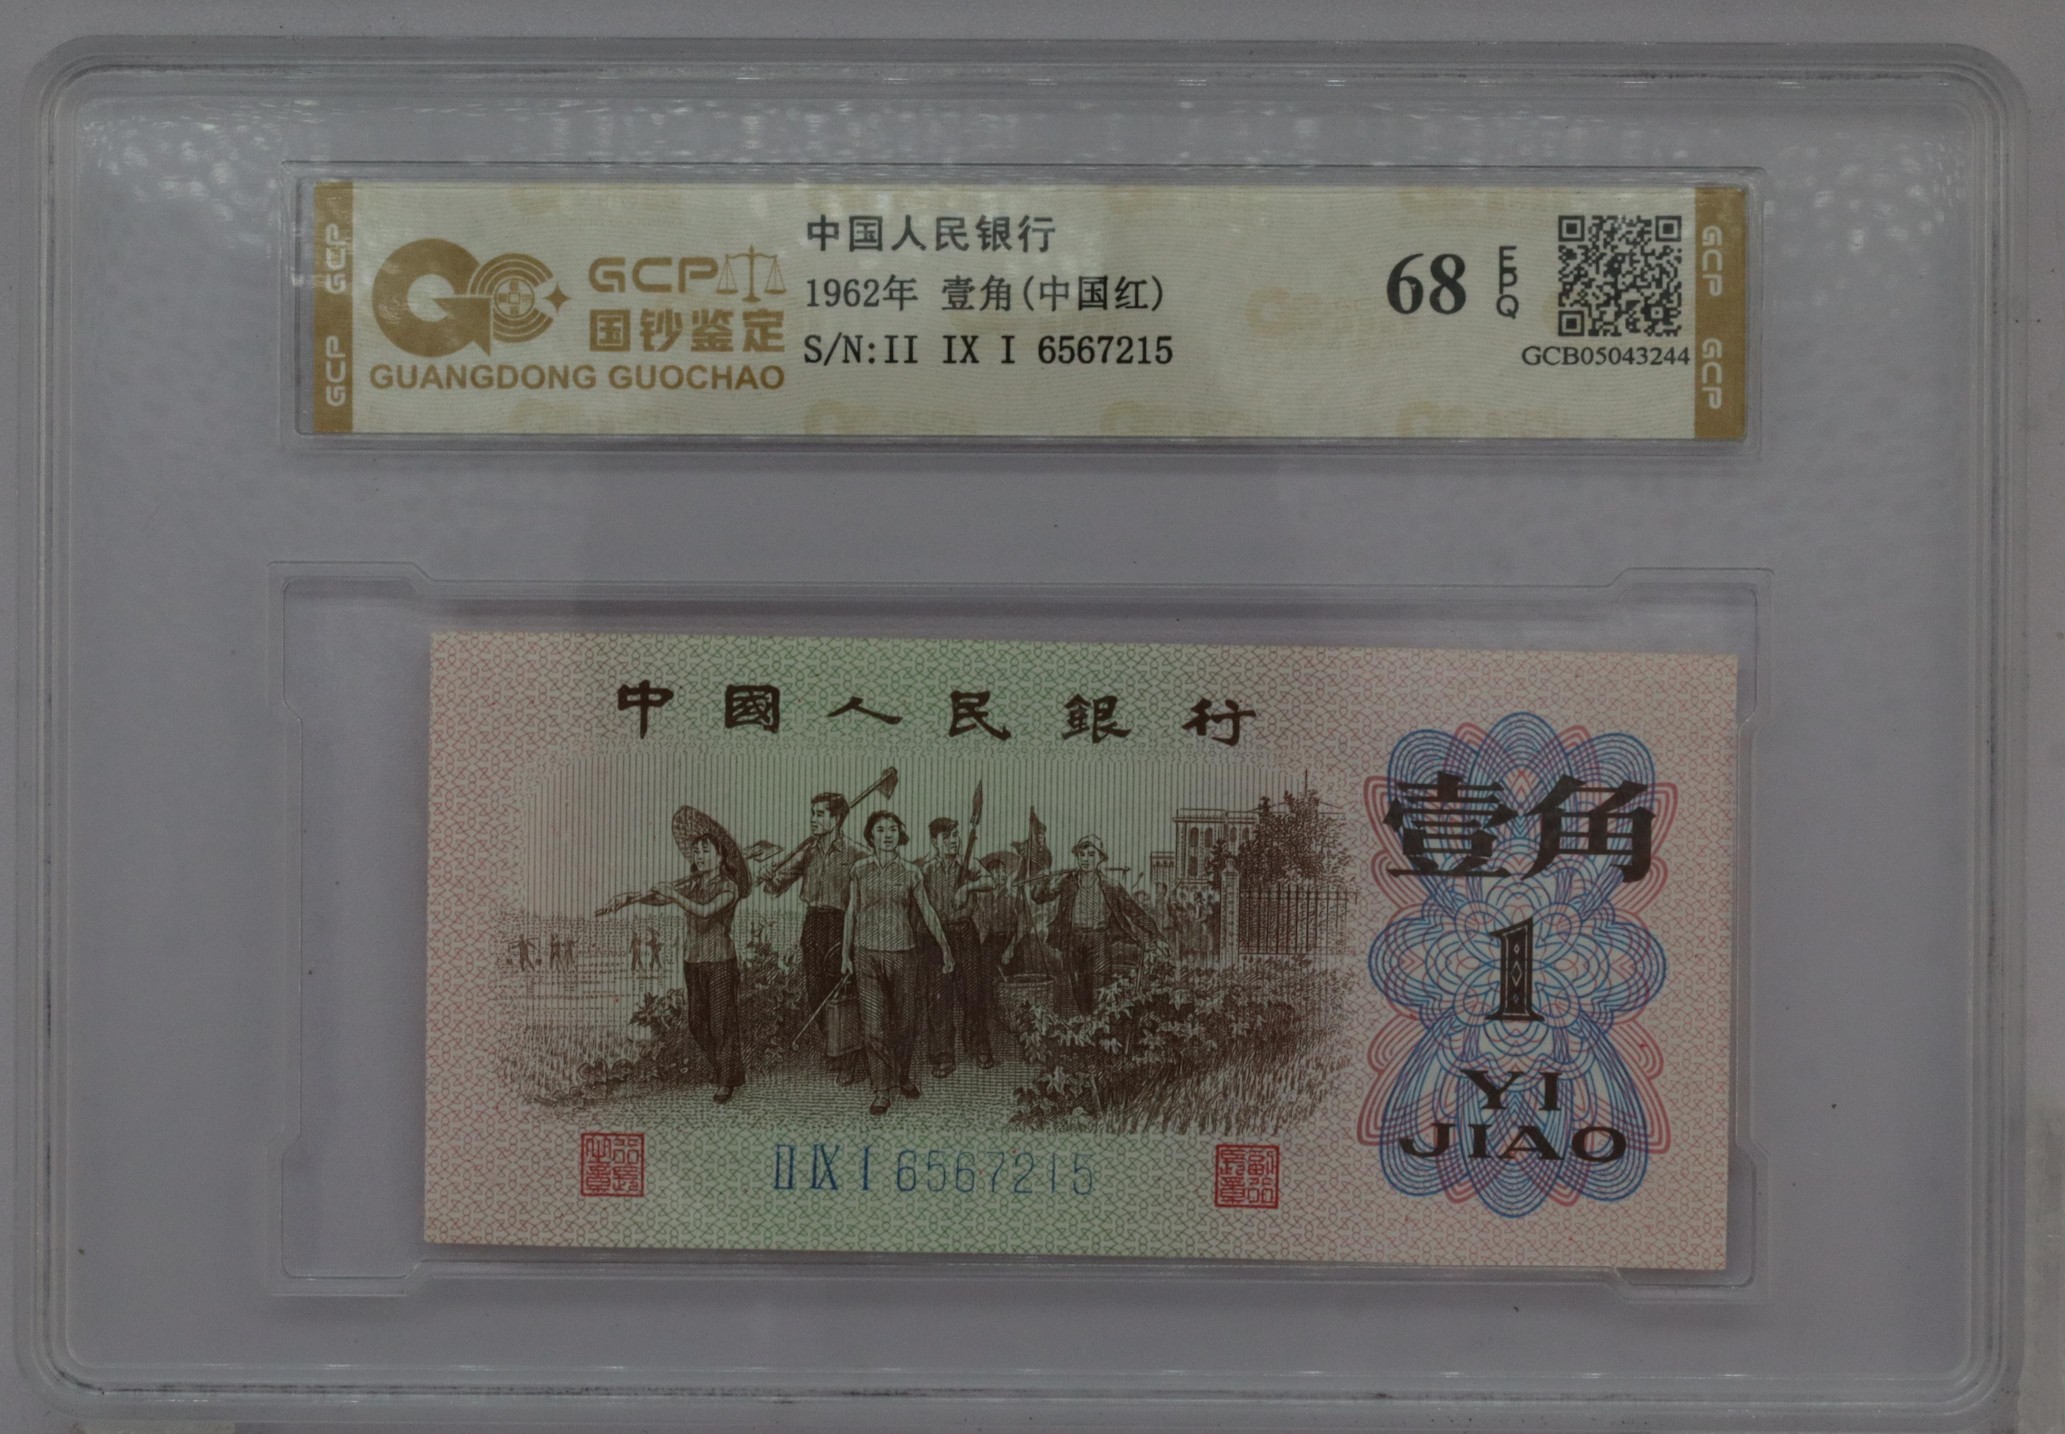 GCP
GCP
GCP
国钞鉴定
GUANGDONG GUOCHAO
中国人民银行
1962年 壹角(中国红)
S/N:II IX I 6567215
68
EPQ
GCB05043244
GCP
GCP
中國人民銀行
壹角
1
YI
JIAO
II IX I 6567215